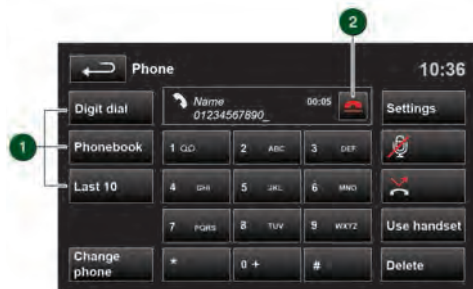 2
Phone
10:36
Digit dial
Name
00:05
01234567890_
Settings
1
Phonebook
1
2 ABC
3 DEF
Last 10
4 GHI
5 JKL
6 MNO
7 PQRS
8 TUV
9 WXYZ
Use handset
Change
phone
*
0 +
#
Delete